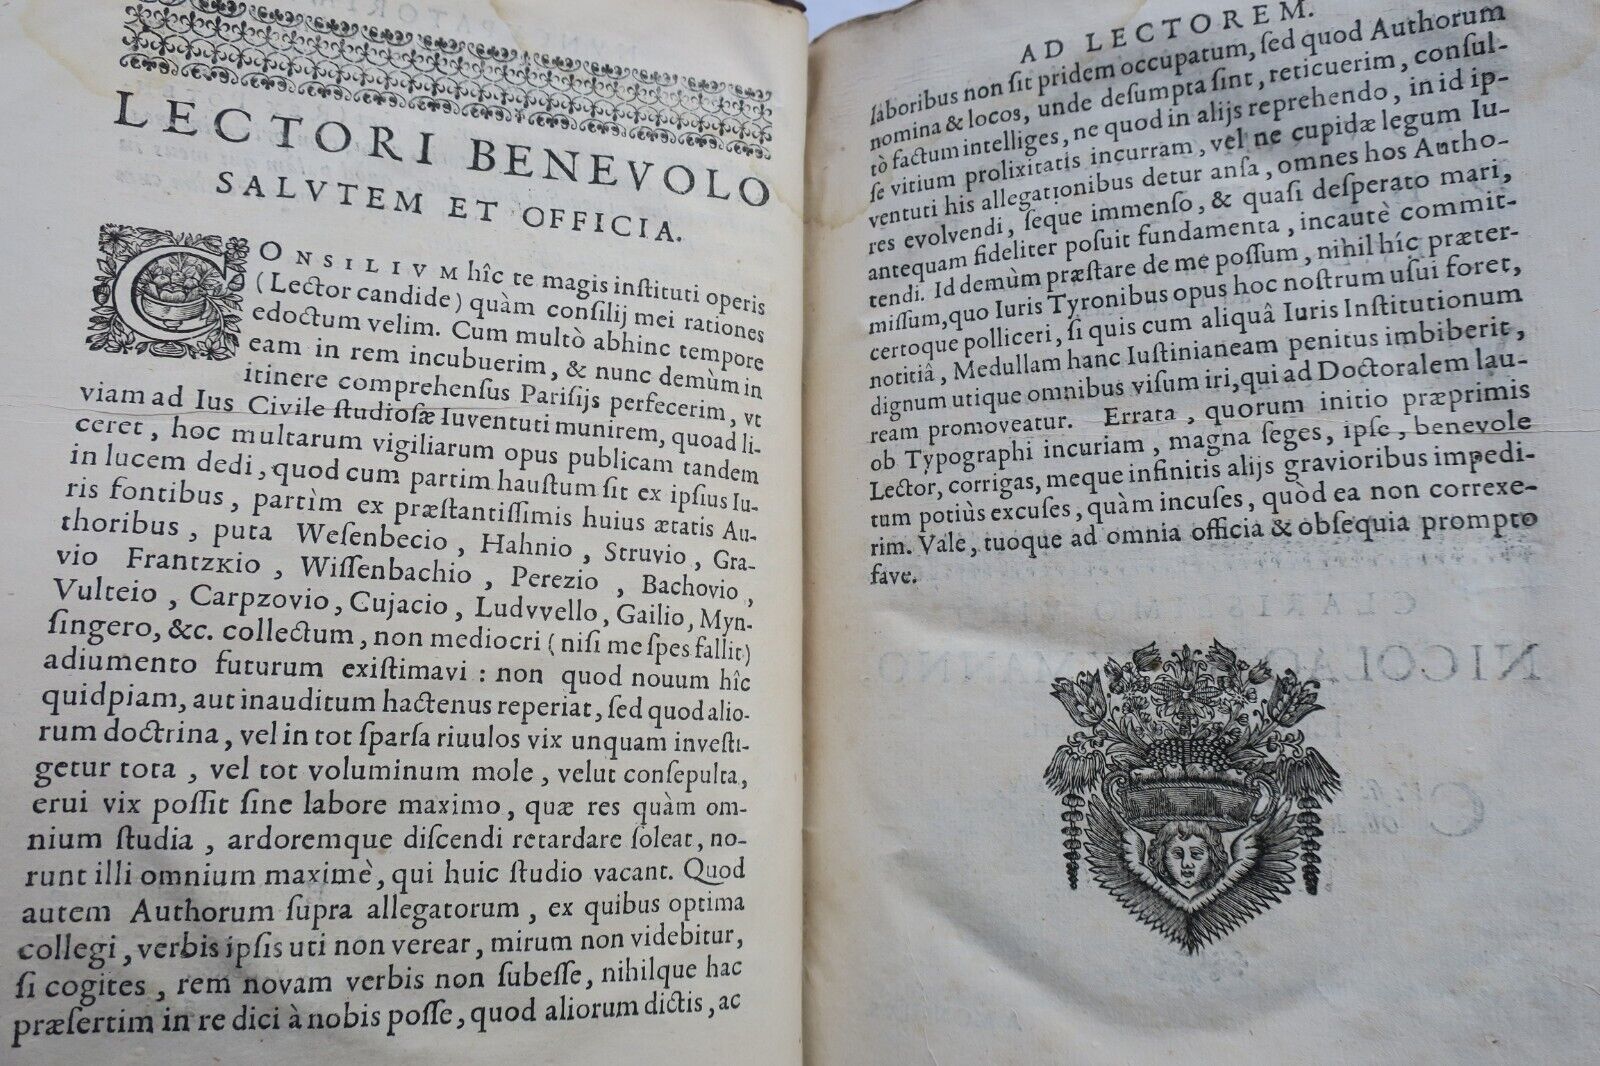 LECTORI BENEVOLO
SALVTEM ET OFFICIA.
CONSILIVM hîc te magis inſtituti operis
(Lector candide) quàm conſilij mei rationes
edoctum velim. Cum multò abhinc tempore
eam in rem incubuerim, & nunc demùm in
itinere comprehenſus Pariſijs perfecerim, vt
viam ad Ius Civile ſtudioſæ Iuventuti munirem, quoad li-
ceret, hoc multarum vigiliarum opus publicam tandem
in lucem dedi, quod cum partim hauſtum ſit ex ipſius Iu-
ris fontibus, partìm ex præſtantiſſimis huius ætatis Au-
thoribus, puta Weſenbecio, Hahnio, Struvio, Gra-
vio Frantzкio, Wiſſenbachio, Perezio, Bachovio,
Vulteio, Carpzovio, Cujacio, Ludvvello, Gailio, Myn-
ſingero, &c. collectum, non mediocri (niſi me ſpes fallit)
adiumento futurum exiſtimavi : non quod nouum hîc
quidpiam, aut inauditum hactenus reperiat, ſed quod alio-
rum doctrina, vel in tot ſparſa riuulos vix unquam inveſti-
getur tota, vel tot voluminum mole, velut conſepulta,
erui vix poſſit ſine labore maximo, quæ res quàm om-
nium ſtudia, ardoremque diſcendi retardare ſoleat, no-
runt illi omnium maximè, qui huic ſtudio vacant. Quod
autem Authorum ſupra allegatorum, ex quibus optima
collegi, verbis ipſis uti non verear, mirum non videbitur,
ſi cogites, rem novam verbis non ſubeſſe, nihilque hac
præſertim in re dici à nobis poſſe, quod aliorum dictis, ac
AD LECTOREM.
laboribus non ſit pridem occupatum, ſed quod Authorum
nomina & locos, unde deſumpta ſint, reticuerim, conſul-
tò factum intelliges, ne quod in alijs reprehendo, in id ip-
ſe vitium prolixitatis incurram, vel ne cupidæ legum Iu-
ventuti his allegationibus detur anſa, omnes hos Autho-
res evolvendi, ſeque immenſo, & quaſi deſperato mari,
antequam fideliter poſuit fundamenta, incautè commit-
tendi. Id demùm præſtare de me poſſum, nihil híc præter-
miſſum, quo Iuris Tyronibus opus hoc noſtrum uſui foret,
certoque polliceri, ſi quis cum aliquâ Iuris Inſtitutionum
notitiâ, Medullam hanc Iuſtinianeam penitus imbiberit,
dignum utique omnibus viſum iri, qui ad Doctoralem lau-
ream promoveatur. Errata, quorum initio præprimis
ob Typographi incuriam, magna ſeges, ipſe, benevole
Lector, corrigas, meque infinitis alijs gravioribus impedi-
tum potiùs excuſes, quàm incuſes, quòd ea non correxe-
rim. Vale, tuoque ad omnia officia & obſequia prompto
fave.